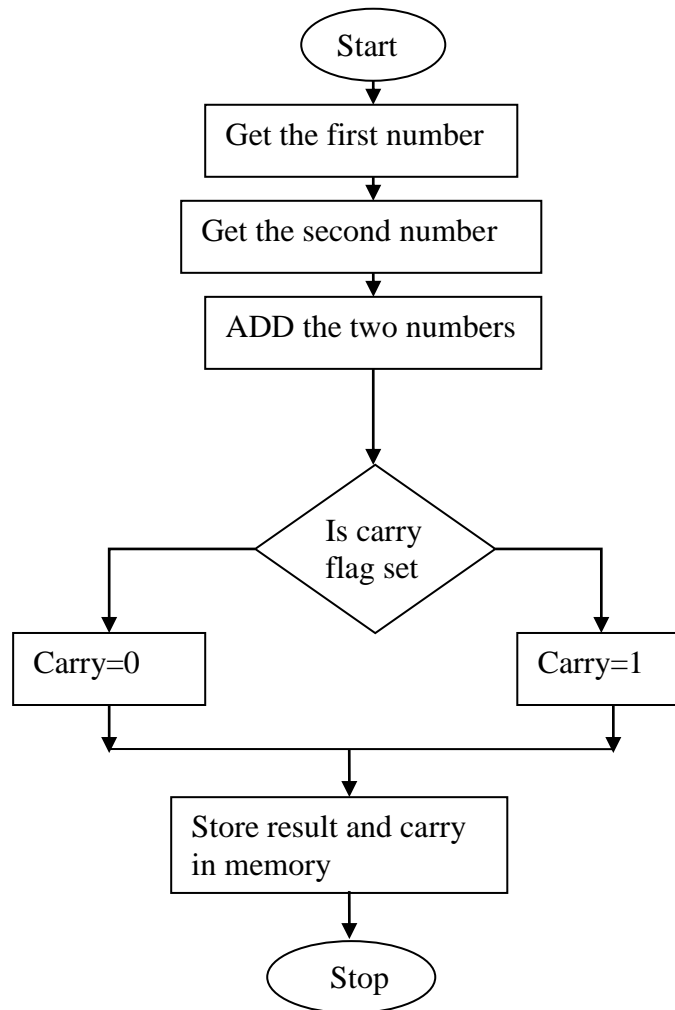 Start
Get the first number
Get the second number
ADD the two numbers
Is carry
flag set
Carry=0
Carry=1
Store result and carry
in memory
Stop